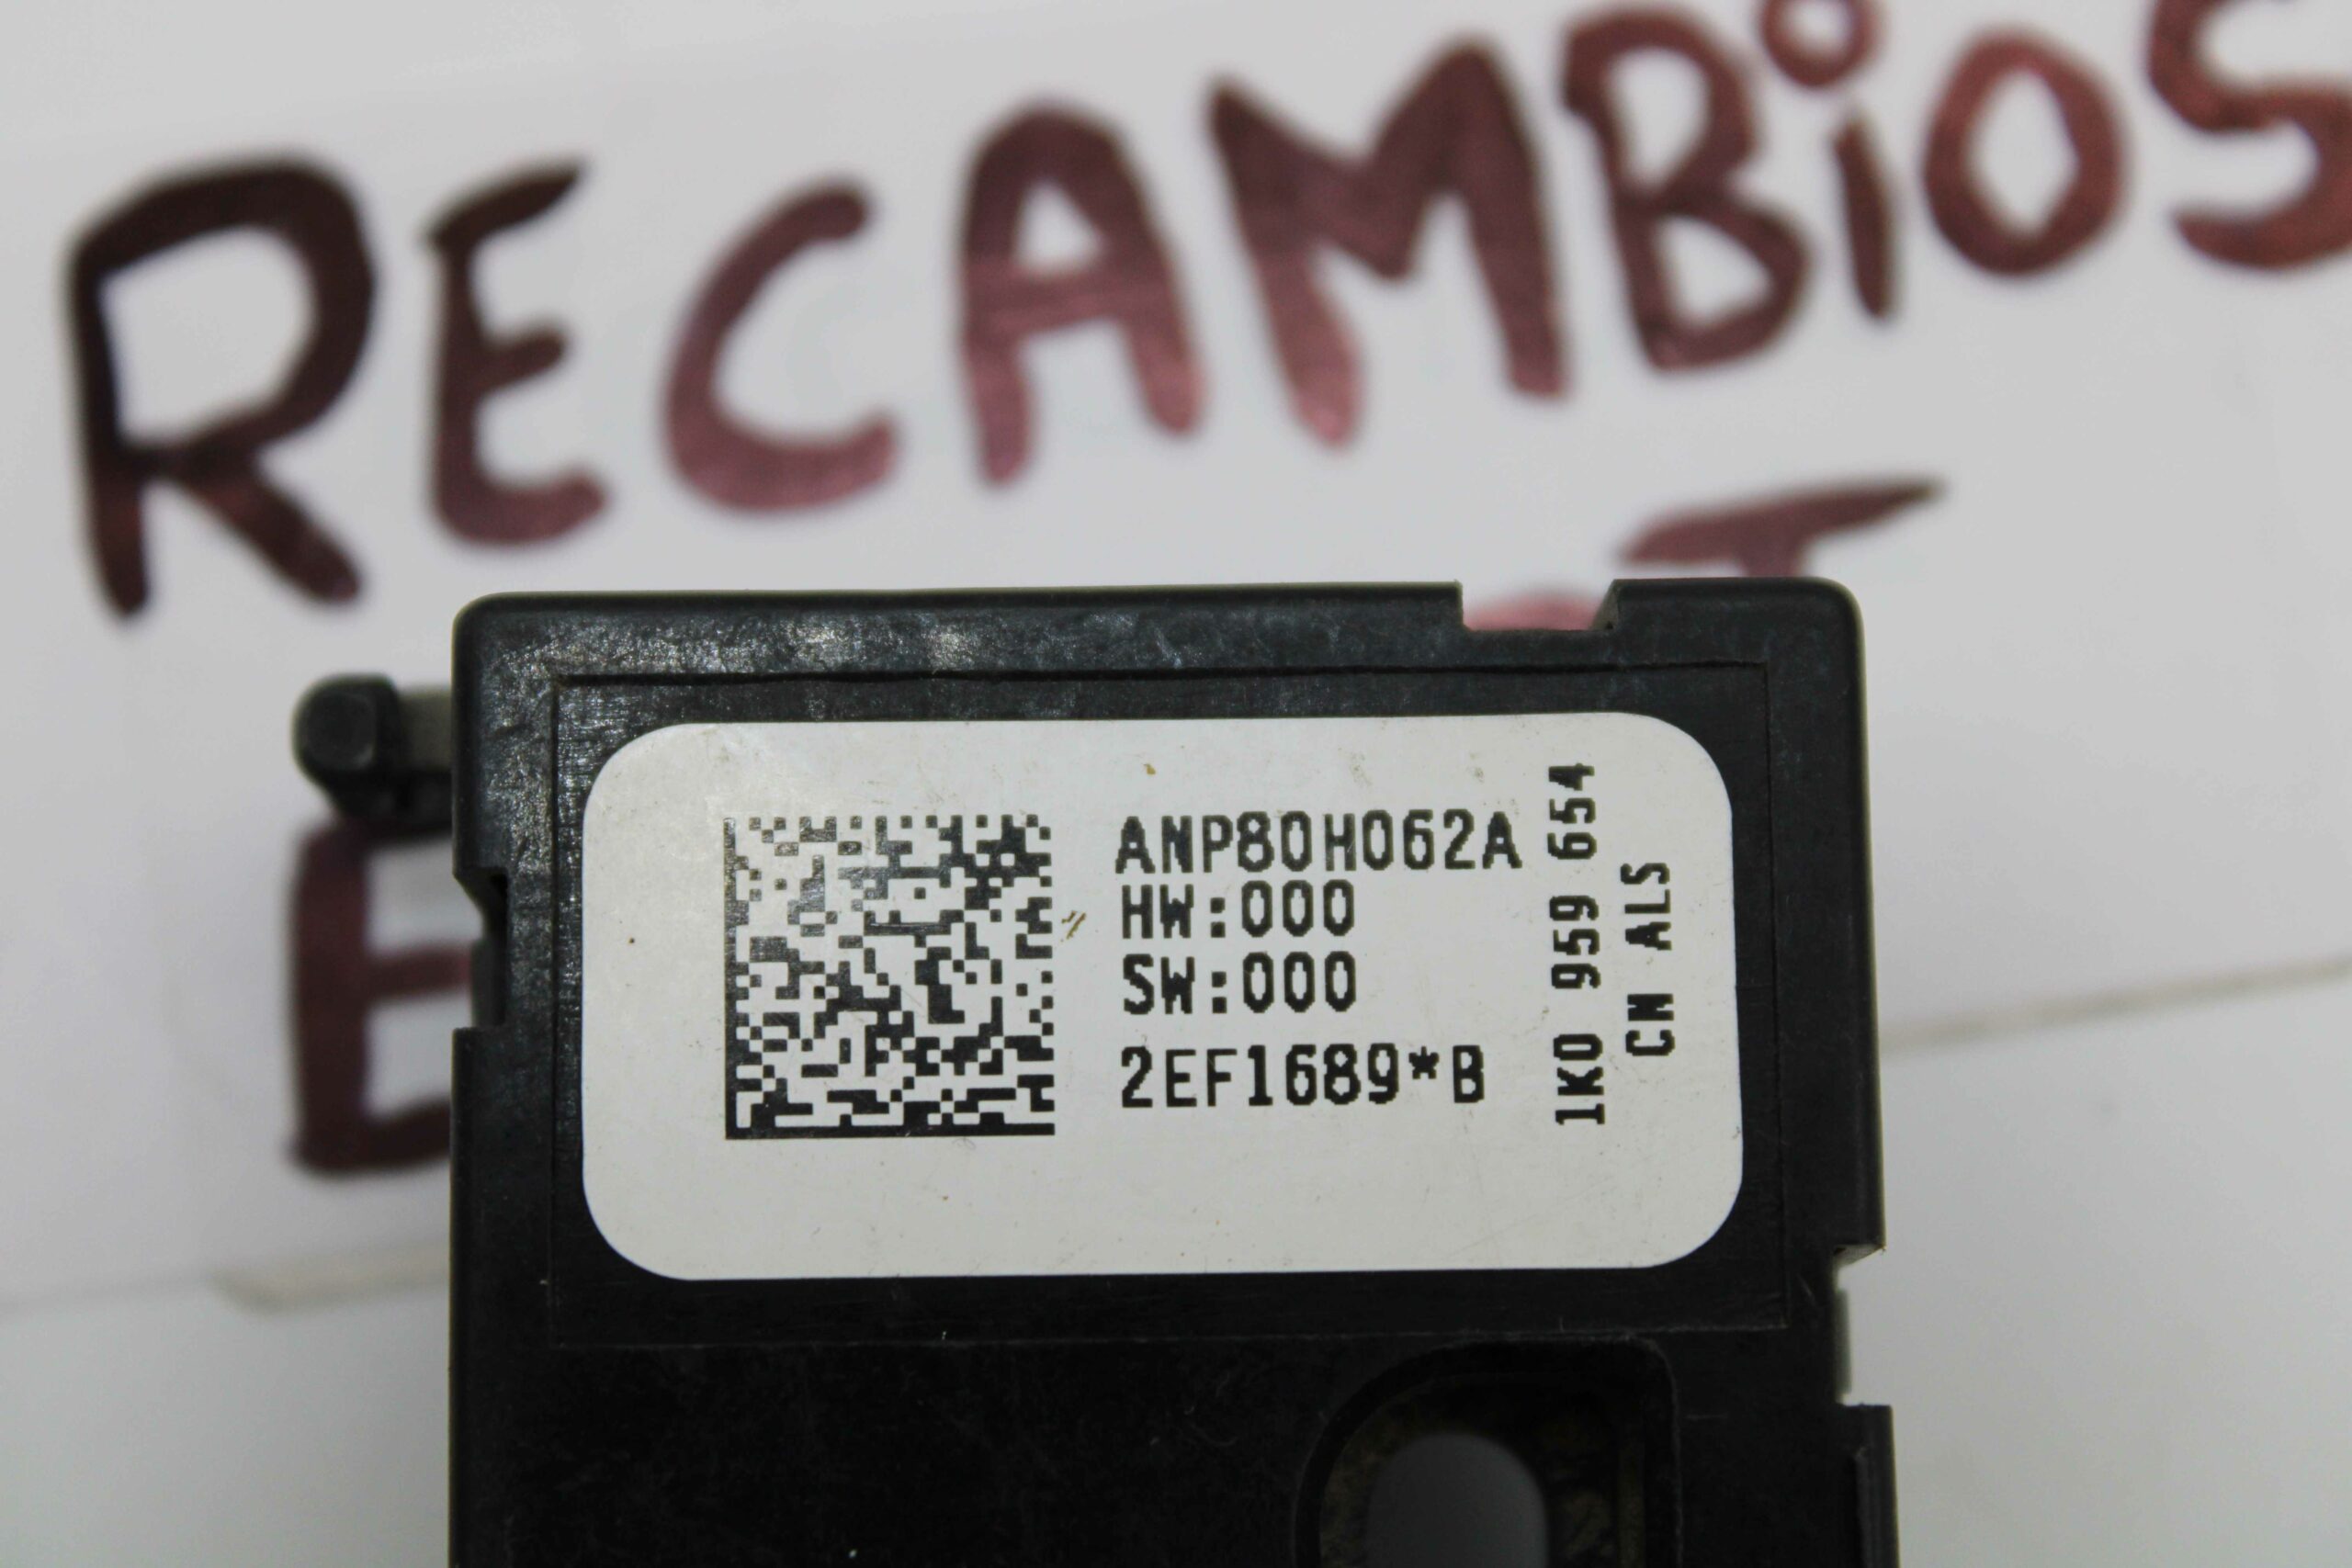 RECAMBiOS
ANP80H062A
HW:000
SW:000
2EF1689*B
1K0 959 654
CN ALS